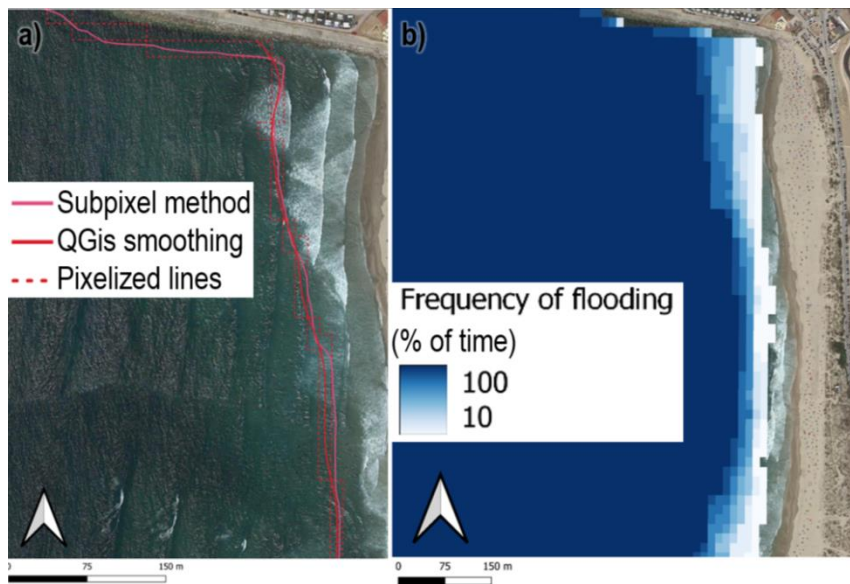 a)
Subpixel method
QGis smoothing
Pixelized lines
0 75 150 m
b)
Frequency of flooding
(% of time)
100
10
0 75 150 m